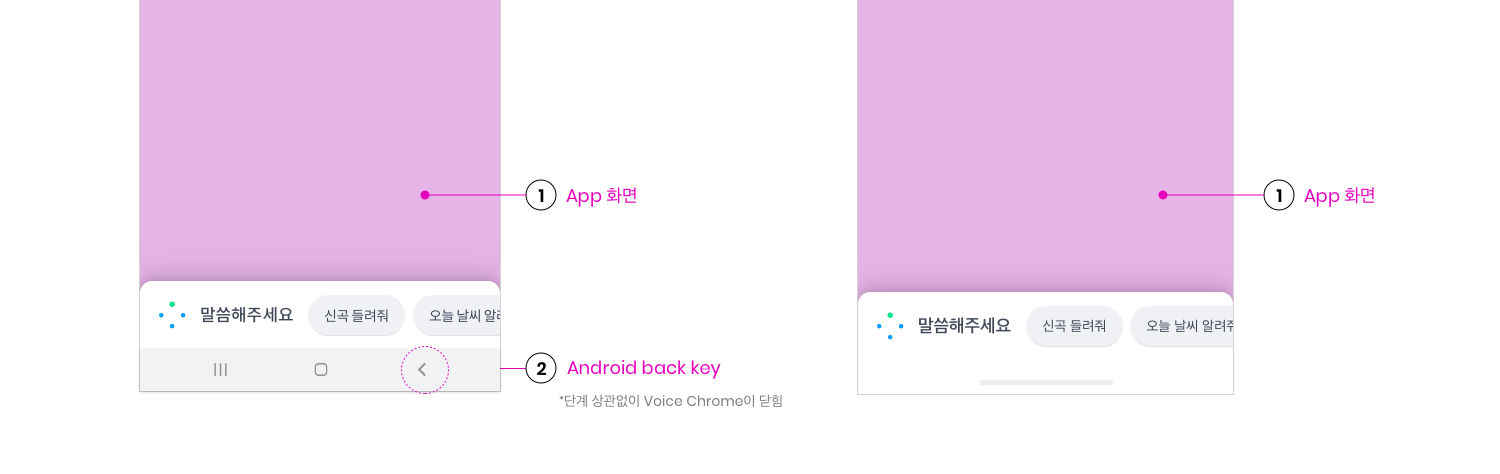 1 App 화면
말씀해주세요 신곡 들려줘 오늘 날씨 알려
2 Android back key
*단계 상관없이 Voice Chrome이 닫힘
1 App 화면
말씀해주세요 신곡 들려줘 오늘 날씨 알려줘